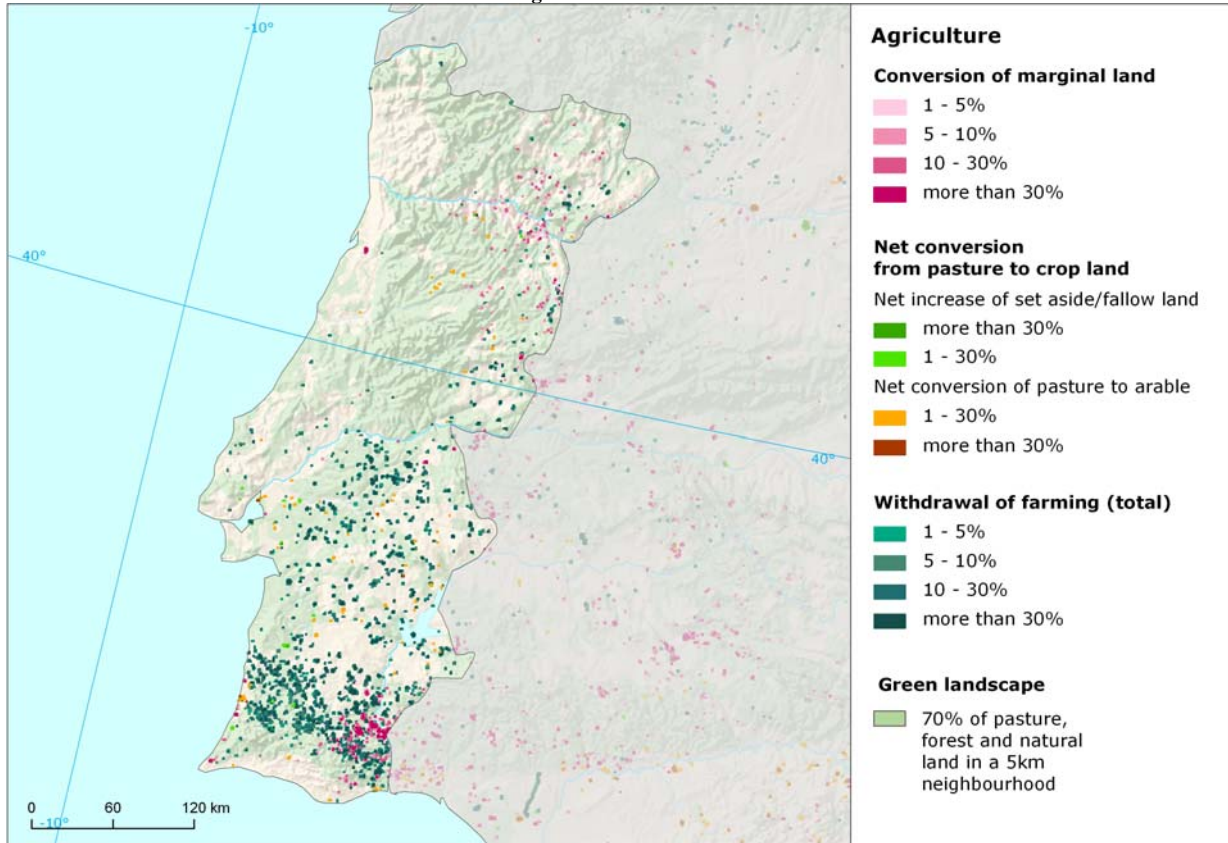 -10°
40°
40°
0 60 120 km
-10°
Agriculture
Conversion of marginal land
1 - 5%
5 - 10%
10 - 30%
more than 30%
Net conversion
from pasture to crop land
Net increase of set aside/fallow land
more than 30%
1 - 30%
Net conversion of pasture to arable
1 - 30%
more than 30%
Withdrawal of farming (total)
1 - 5%
5 - 10%
10 - 30%
more than 30%
Green landscape
70% of pasture,
forest and natural
land in a 5km
neighbourhood